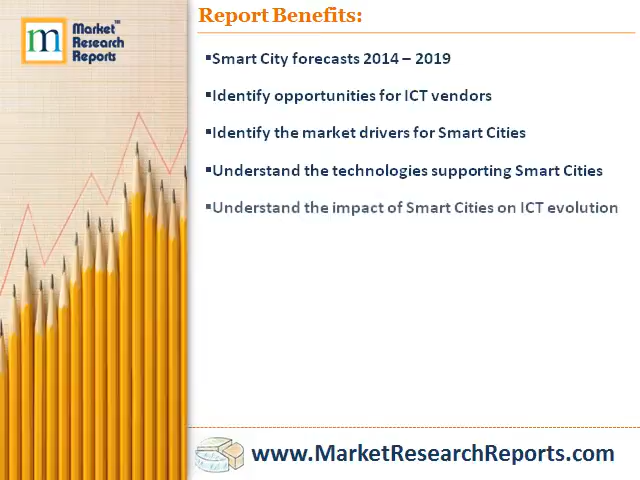 m
Market™
Research
Reports
Report Benefits:
▪Smart City forecasts 2014 – 2019
▪Identify opportunities for ICT vendors
▪Identify the market drivers for Smart Cities
▪Understand the technologies supporting Smart Cities
▪Understand the impact of Smart Cities on ICT evolution
www.MarketResearchReports.com